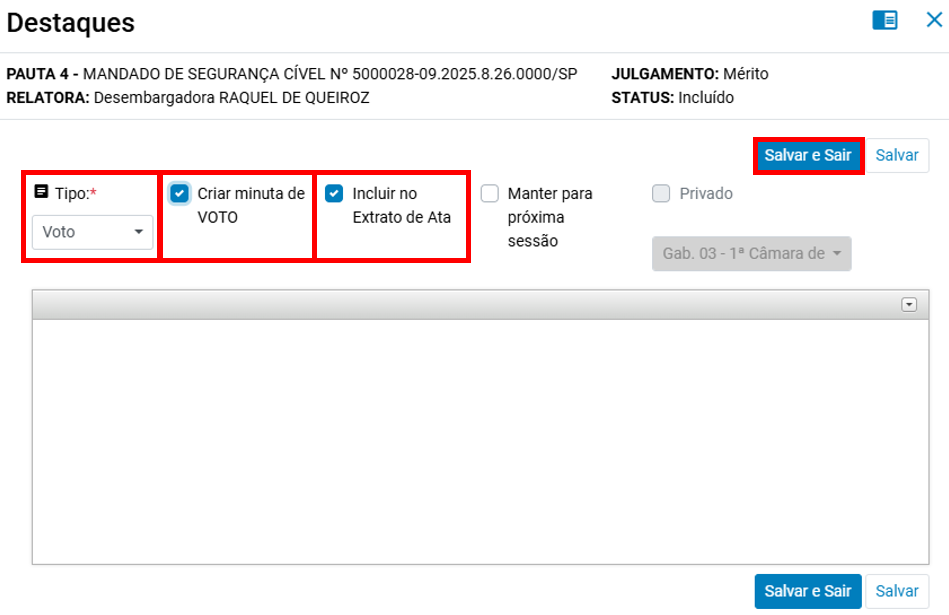 Destaques
PAUTA 4 - MANDADO DE SEGURANÇA CÍVEL Nº 5000028-09.2025.8.26.0000/SP
JULGAMENTO: Mérito
RELATORA: Desembargadora RAQUEL DE QUEIROZ
STATUS: Incluído
Salvar e Sair
Salvar
Tipo:*
Voto
Criar minuta de
VOTO
Incluir no
Extrato de Ata
Manter para
próxima
sessão
Privado
Gab. 03 - 1ª Câmara de
Salvar e Sair
Salvar